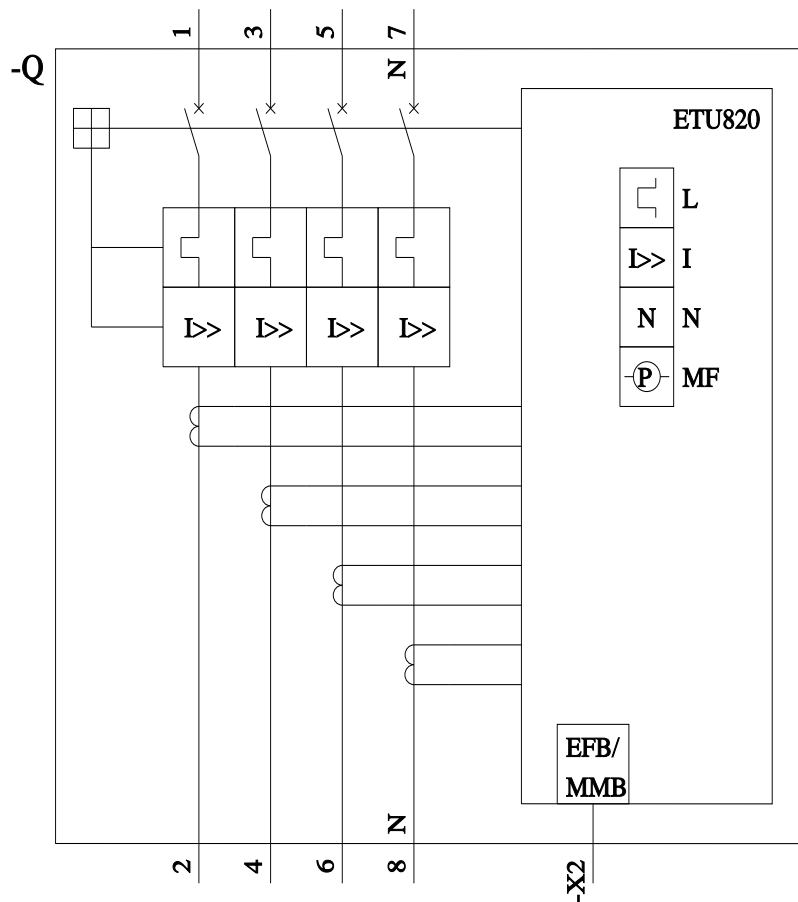 1 3 5 7
-Q
N
ETU820
L
I>> I
N N
P MF
I>> I>> I>> I>>
EFB/
MMB
N
2 4 6 8
-X2